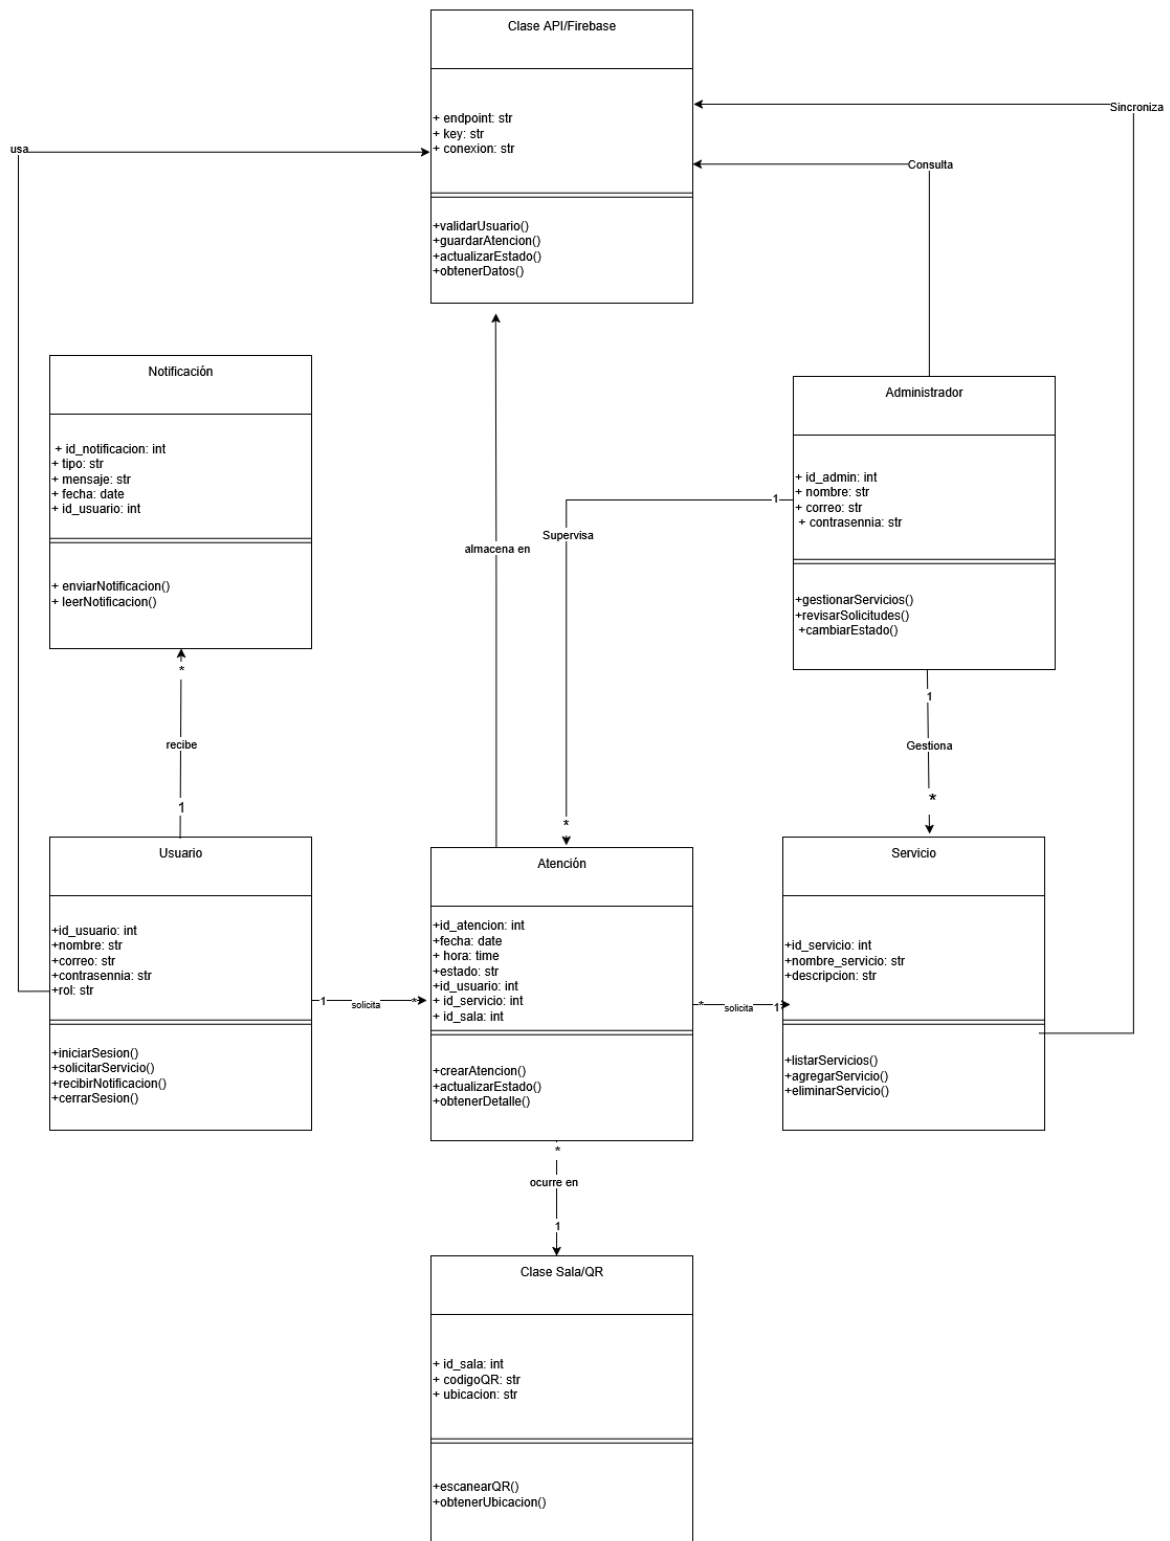 Clase API/Firebase
+ endpoint: str
+ key: str
+ conexion: str
+validarUsuario()
+guardarAtencion()
+actualizarEstado()
+obtenerDatos()
Sincroniza
usa
Consulta
Notificación
+ id_notificacion: int
+ tipo: str
+ mensaje: str
+ fecha: date
+ id_usuario: int
+ enviarNotificacion()
+ leerNotificacion()
Administrador
+ id_admin: int
+ nombre: str
+ correo: str
+ contrasennia: str
+gestionarServicios()
+revisarSolicitudes()
+cambiarEstado()
1
Supervisa
*
almacena en
*
recibe
1
1
Gestiona
*
Usuario
+id_usuario: int
+nombre: str
+correo: str
+contrasennia: str
+rol: str
+iniciarSesion()
+solicitarServicio()
+recibirNotificacion()
+cerrarSesion()
1
solicita
*
Atención
+id_atencion: int
+fecha: date
+ hora: time
+estado: str
+id_usuario: int
+ id_servicio: int
+ id_sala: int
+crearAtencion()
+actualizarEstado()
+obtenerDetalle()
*
solicita
1
Servicio
+id_servicio: int
+nombre_servicio: str
+descripcion: str
+listarServicios()
+agregarServicio()
+eliminarServicio()
*
ocurre en
1
Clase Sala/QR
+ id_sala: int
+ codigoQR: str
+ ubicacion: str
+escanearQR()
+obtenerUbicacion()